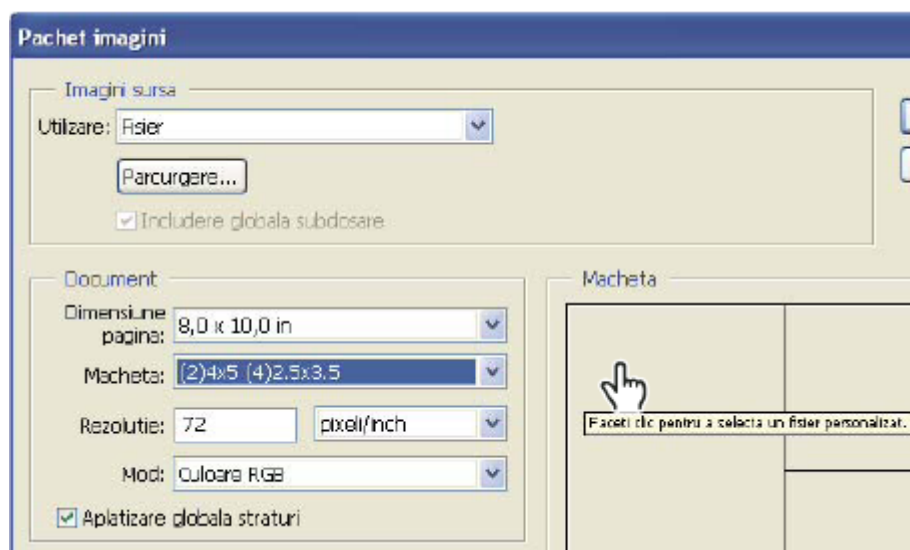 Pachet imagini
Imagini sursa
Utilizare: Fisier
Parcurgere...
Includere globala subdosare
Document
Dimensiune pagina: 8,0 x 10,0 in
Macheta: (2)4x5 (4)2.5x3.5
Rezolutie: 72 pixeli/inch
Mod: Culoare RGB
Aplatizare globala straturi
Macheta
Faceti clic pentru a selecta un fisier personalizat.